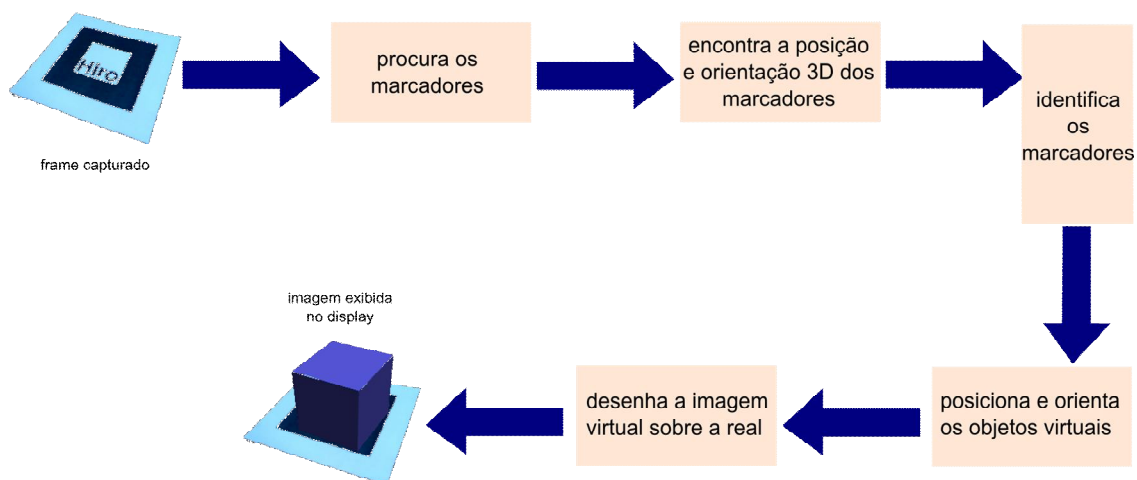 Hiro
frame capturado
procura os
marcadores
encontra a posição
e orientação 3D dos
marcadores
identifica
os
marcadores
posiciona e orienta
os objetos virtuais
desenha a imagem
virtual sobre a real
imagem exibida
no display